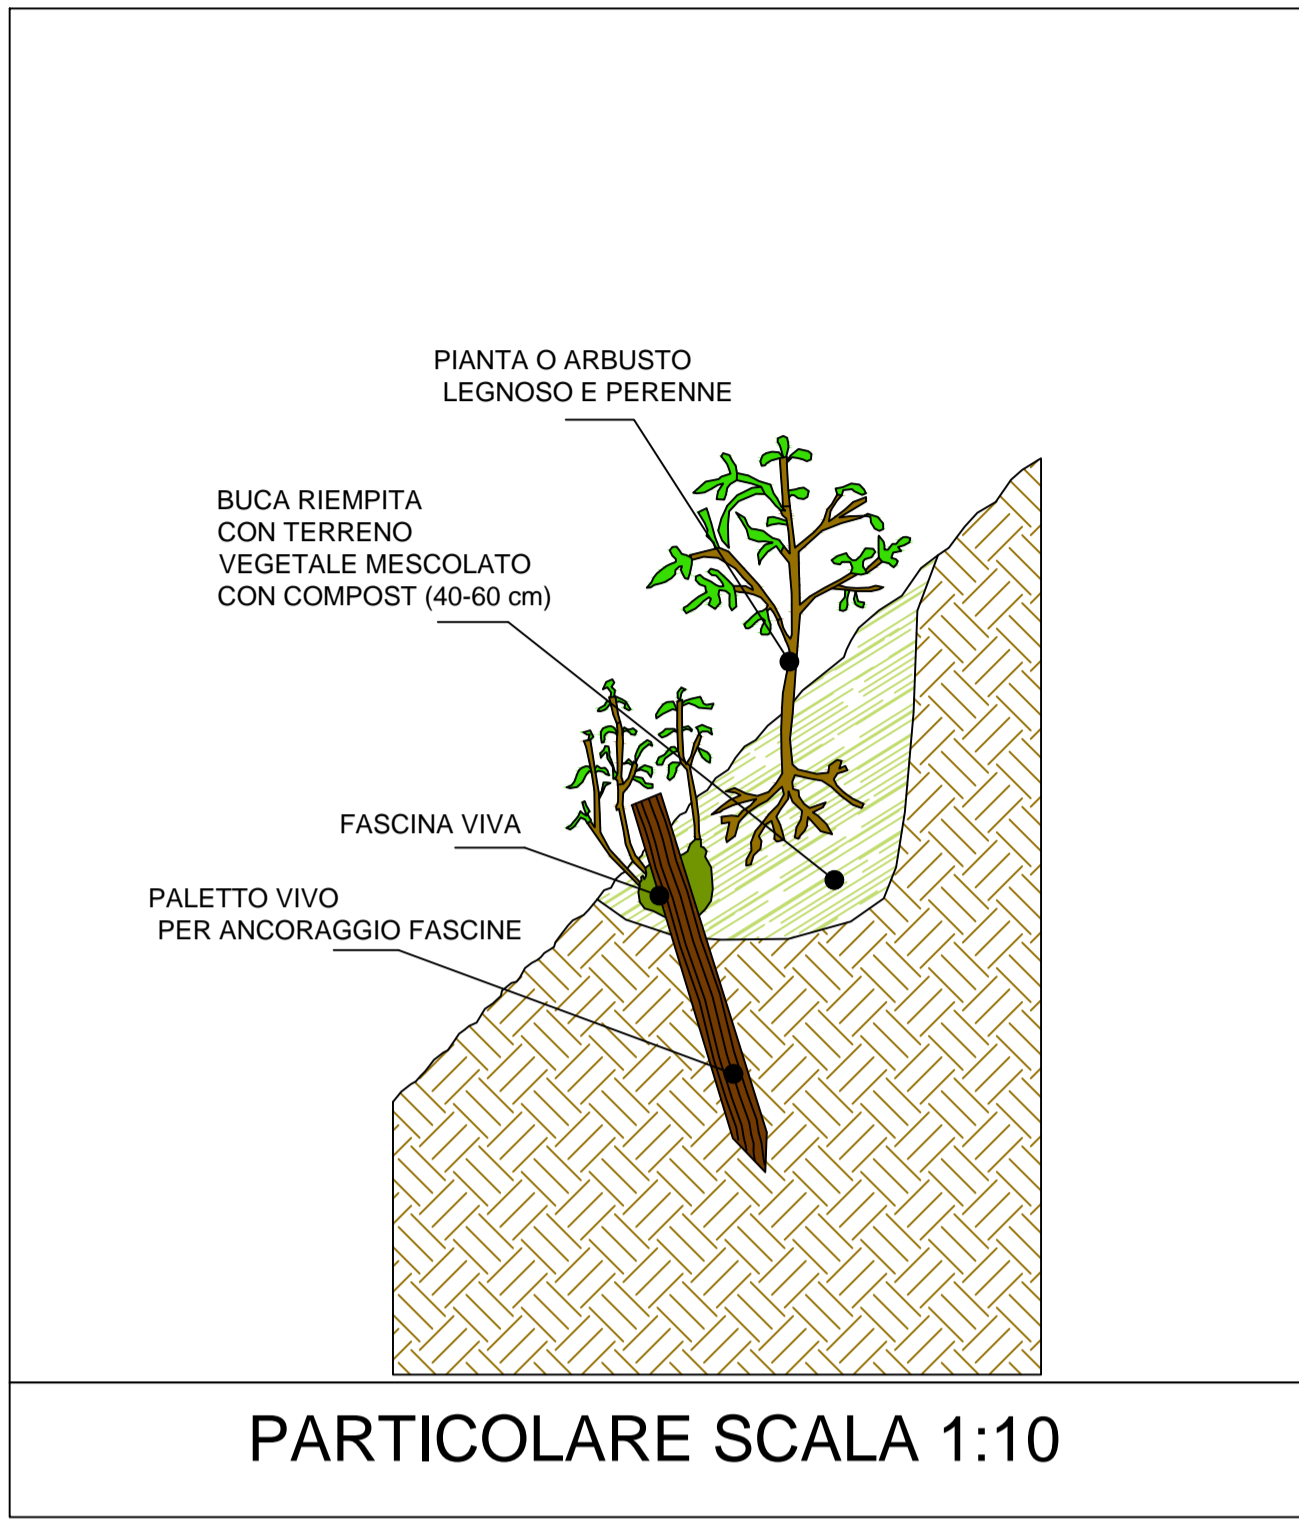 PIANTA O ARBUSTO
LEGNOSO E PERENNE
BUCA RIEMPITA
CON TERRENO
VEGETALE MESCOLATO
CON COMPOST (40-60 cm)
FASCINA VIVA
PALETTO VIVO
PER ANCORAGGIO FASCINE
PARTICOLARE SCALA 1:10